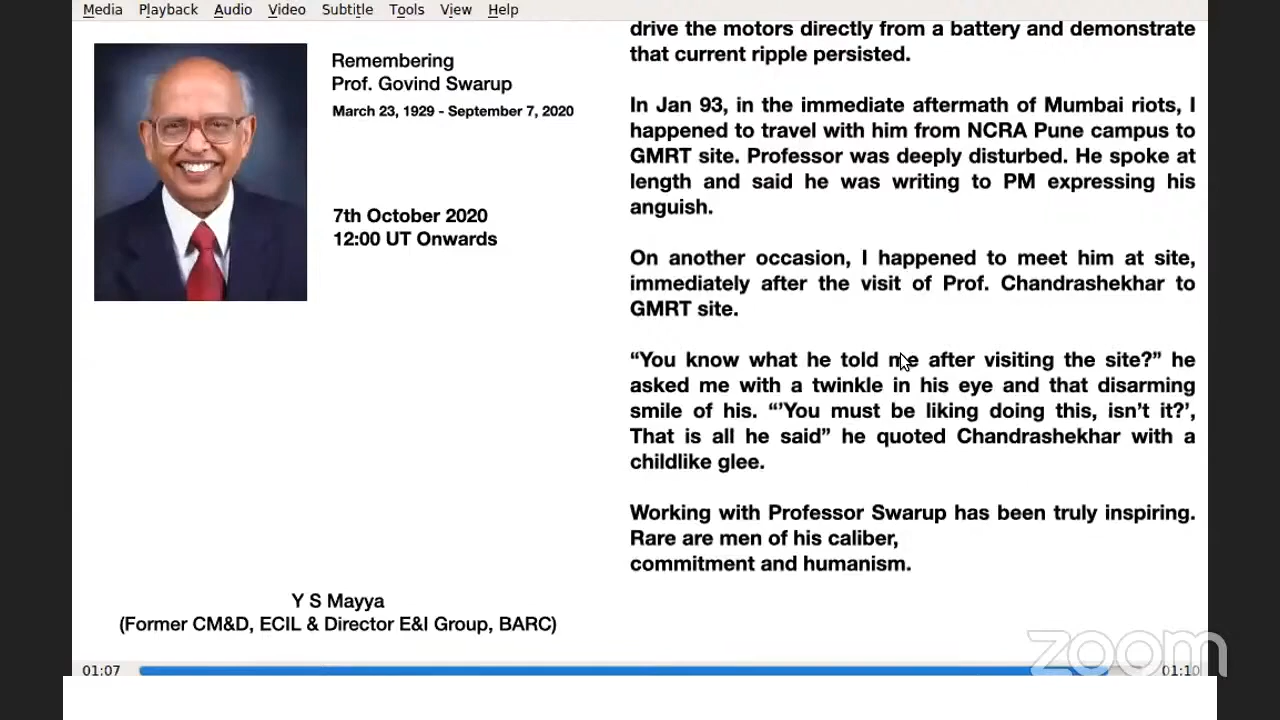 Media Playback Audio Video Subtitle Tools View Help
Remembering
Prof. Govind Swarup
March 23, 1929 - September 7, 2020
7th October 2020
12:00 UT Onwards
Y S Mayya
(Former CM&D, ECIL & Director E&I Group, BARC)
drive the motors directly from a battery and demonstrate
that current ripple persisted.
In Jan 93, in the immediate aftermath of Mumbai riots, I
happened to travel with him from NCRA Pune campus to
GMRT site. Professor was deeply disturbed. He spoke at
length and said he was writing to PM expressing his
anguish.
On another occasion, I happened to meet him at site,
immediately after the visit of Prof. Chandrashekhar to
GMRT site.
“You know what he told me after visiting the site?” he
asked me with a twinkle in his eye and that disarming
smile of his. “’You must be liking doing this, isn’t it?’,
That is all he said” he quoted Chandrashekhar with a
childlike glee.
Working with Professor Swarup has been truly inspiring.
Rare are men of his caliber,
commitment and humanism.
01:07
01:10
zoom